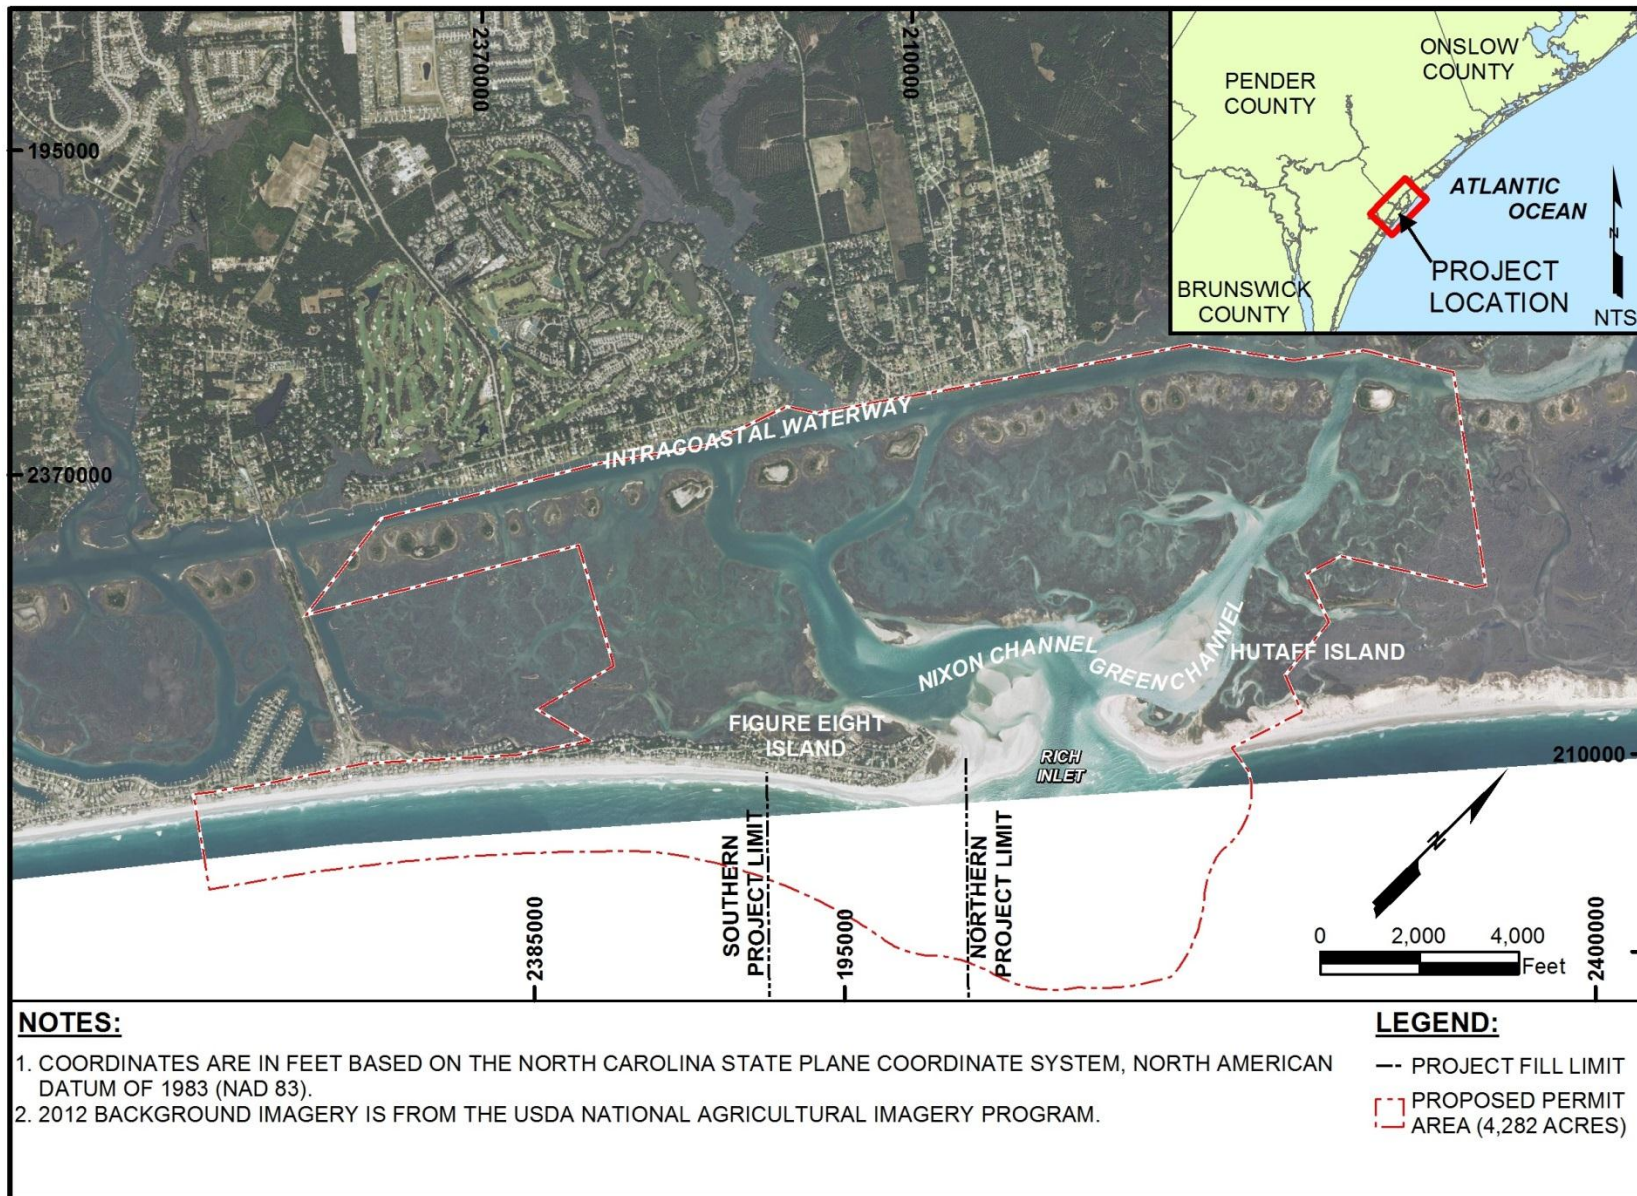 2370000
2100000
195000
2370000
ONSLOW
COUNTY
PENDER
COUNTY
ATLANTIC
OCEAN
N
PROJECT
LOCATION
BRUNSWICK
COUNTY
NTS
INTRACOASTAL WATERWAY
NIXON CHANNEL
GREEN CHANNEL
HUTAFF ISLAND
FIGURE EIGHT
ISLAND
RICH
INLET
210000
SOUTHERN
PROJECT LIMIT
NORTHERN
PROJECT LIMIT
N
0 2,000 4,000
Feet
2385000
195000
2400000
NOTES:
1. COORDINATES ARE IN FEET BASED ON THE NORTH CAROLINA STATE PLANE COORDINATE SYSTEM, NORTH AMERICAN
DATUM OF 1983 (NAD 83).
2. 2012 BACKGROUND IMAGERY IS FROM THE USDA NATIONAL AGRICULTURAL IMAGERY PROGRAM.
LEGEND:
PROJECT FILL LIMIT
PROPOSED PERMIT
AREA (4,282 ACRES)